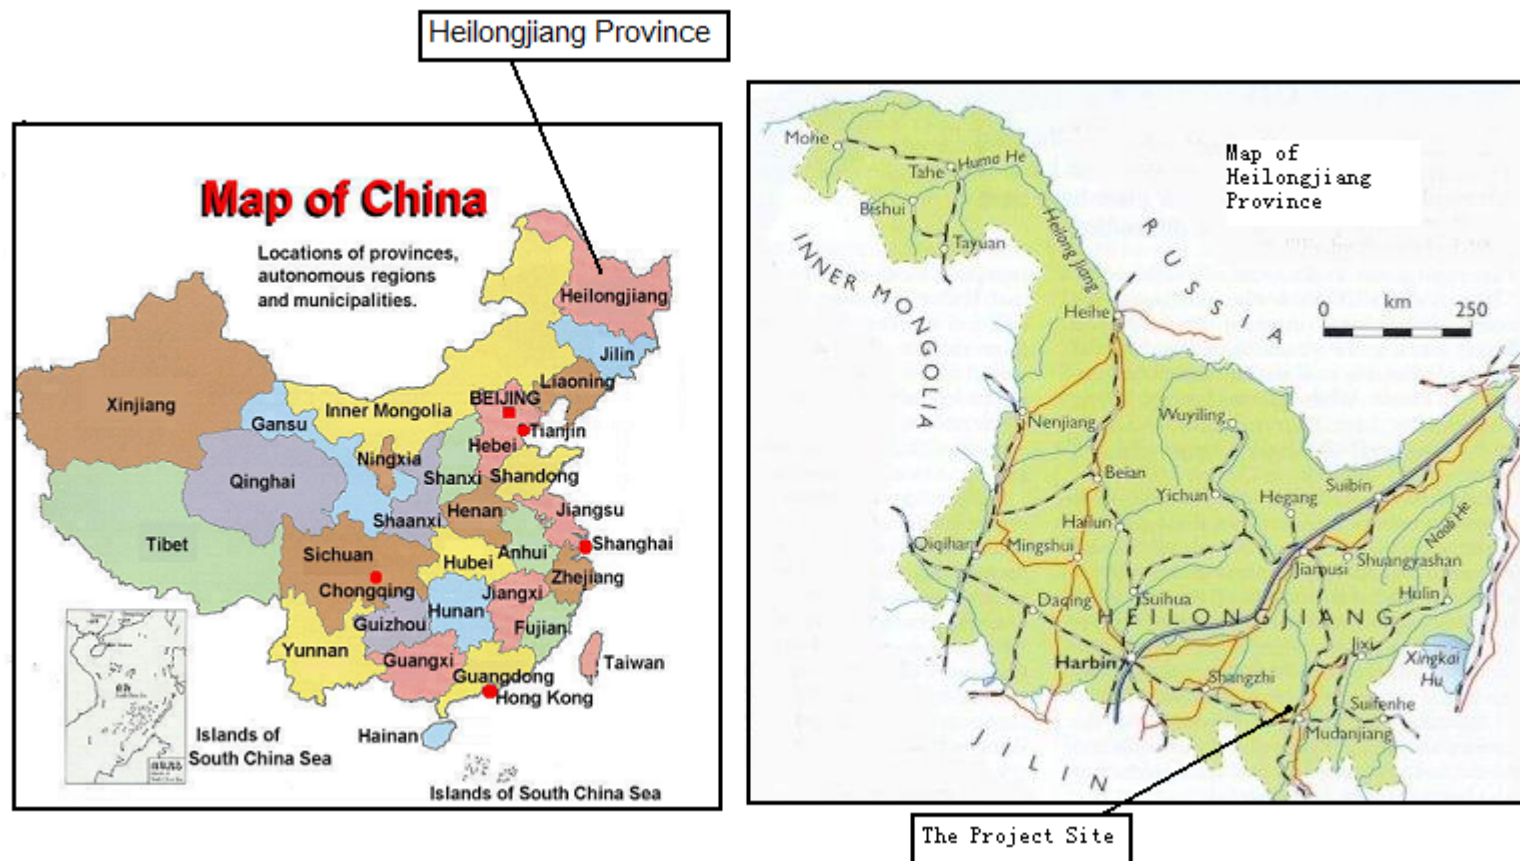 Heilongjiang Province
Map of China
Locations of provinces,
autonomous regions
and municipalities.
Heilongjiang
Jilin
Liaoning
BEIJING
Tianjin
Hebei
Inner Mongolia
Xinjiang
Gansu
Ningxia
Shanxi
Shandong
Qinghai
Shaanxi
Henan
Jiangsu
Tibet
Sichuan
Hubei
Anhui
Shanghai
Chongqing
Zhejiang
Hunan
Jiangxi
Guizhou
Fujian
Yunnan
Guangxi
Guangdong
Taiwan
Hong Kong
Hainan
Islands of
South China Sea
Islands of South China Sea
Map of
Heilongjiang
Province
Mohe
Tahe
Huma He
Bishui
Tayuan
Heilong Jiang
RUSSIA
INNER MONGOLIA
km
0 250
Heihe
Nenjiang
Wuyiling
Beian
Yichun
Hegang
Suibin
Hailun
Naoli He
Qiqihar
Mingshui
Jiamusi
Shuangyashan
Daqing
Suihua
Hulin
HEILONGJIANG
Harbin
Jixi
Xingkai
Hu
Shangzhi
Suifenhe
Mudanjiang
JILIN
The Project Site